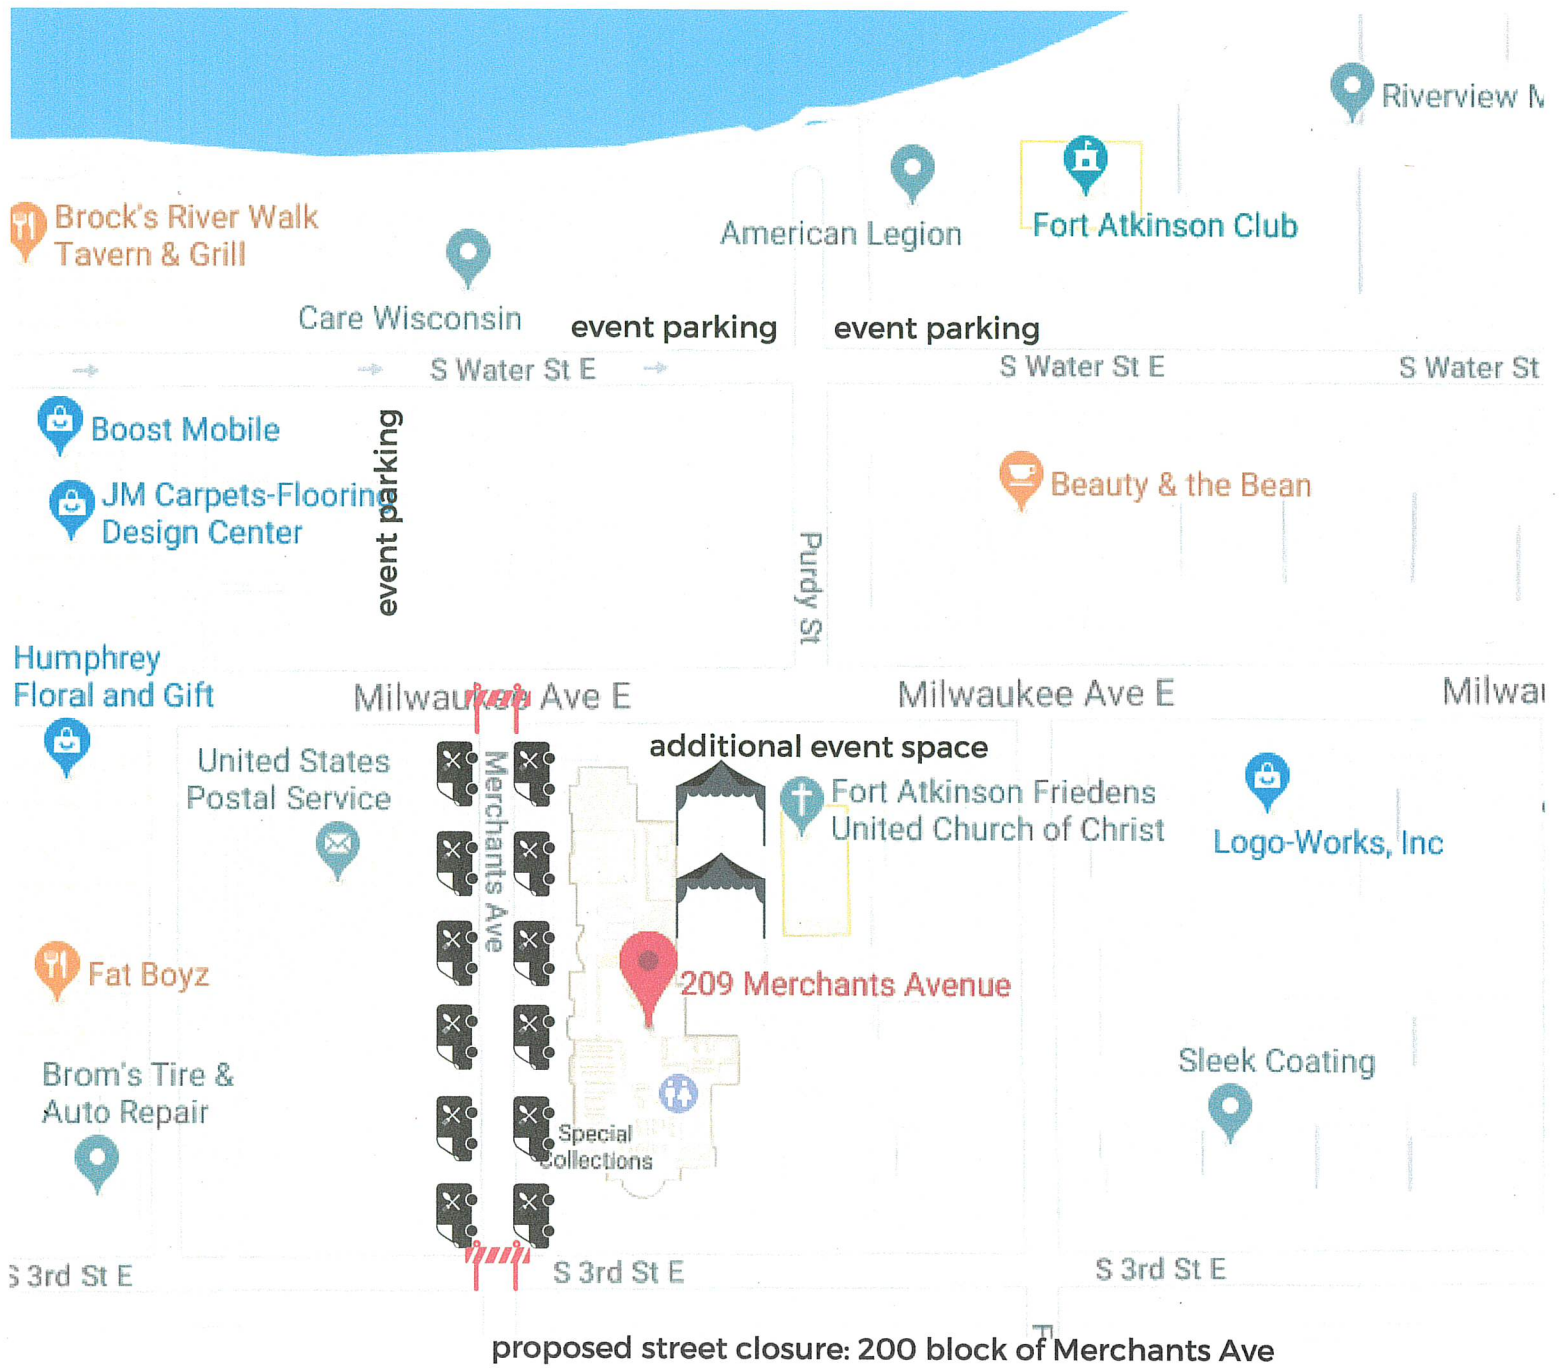 Riverview M
Brock's River Walk
Tavern & Grill
American Legion
Fort Atkinson Club
Care Wisconsin
event parking
event parking
S Water St E
S Water St E
S Water St
Boost Mobile
JM Carpets-Flooring
Design Center
event parking
Beauty & the Bean
Purdy St
Humphrey
Floral and Gift
Milwaukee Ave E
Milwaukee Ave E
Milwau
additional event space
United States
Postal Service
Merchants Ave
Fort Atkinson Friedens
United Church of Christ
Logo-Works, Inc
Fat Boyz
209 Merchants Avenue
Brom's Tire &
Auto Repair
Sleek Coating
Special
Collections
S 3rd St E
S 3rd St E
S 3rd St E
proposed street closure: 200 block of Merchants Ave